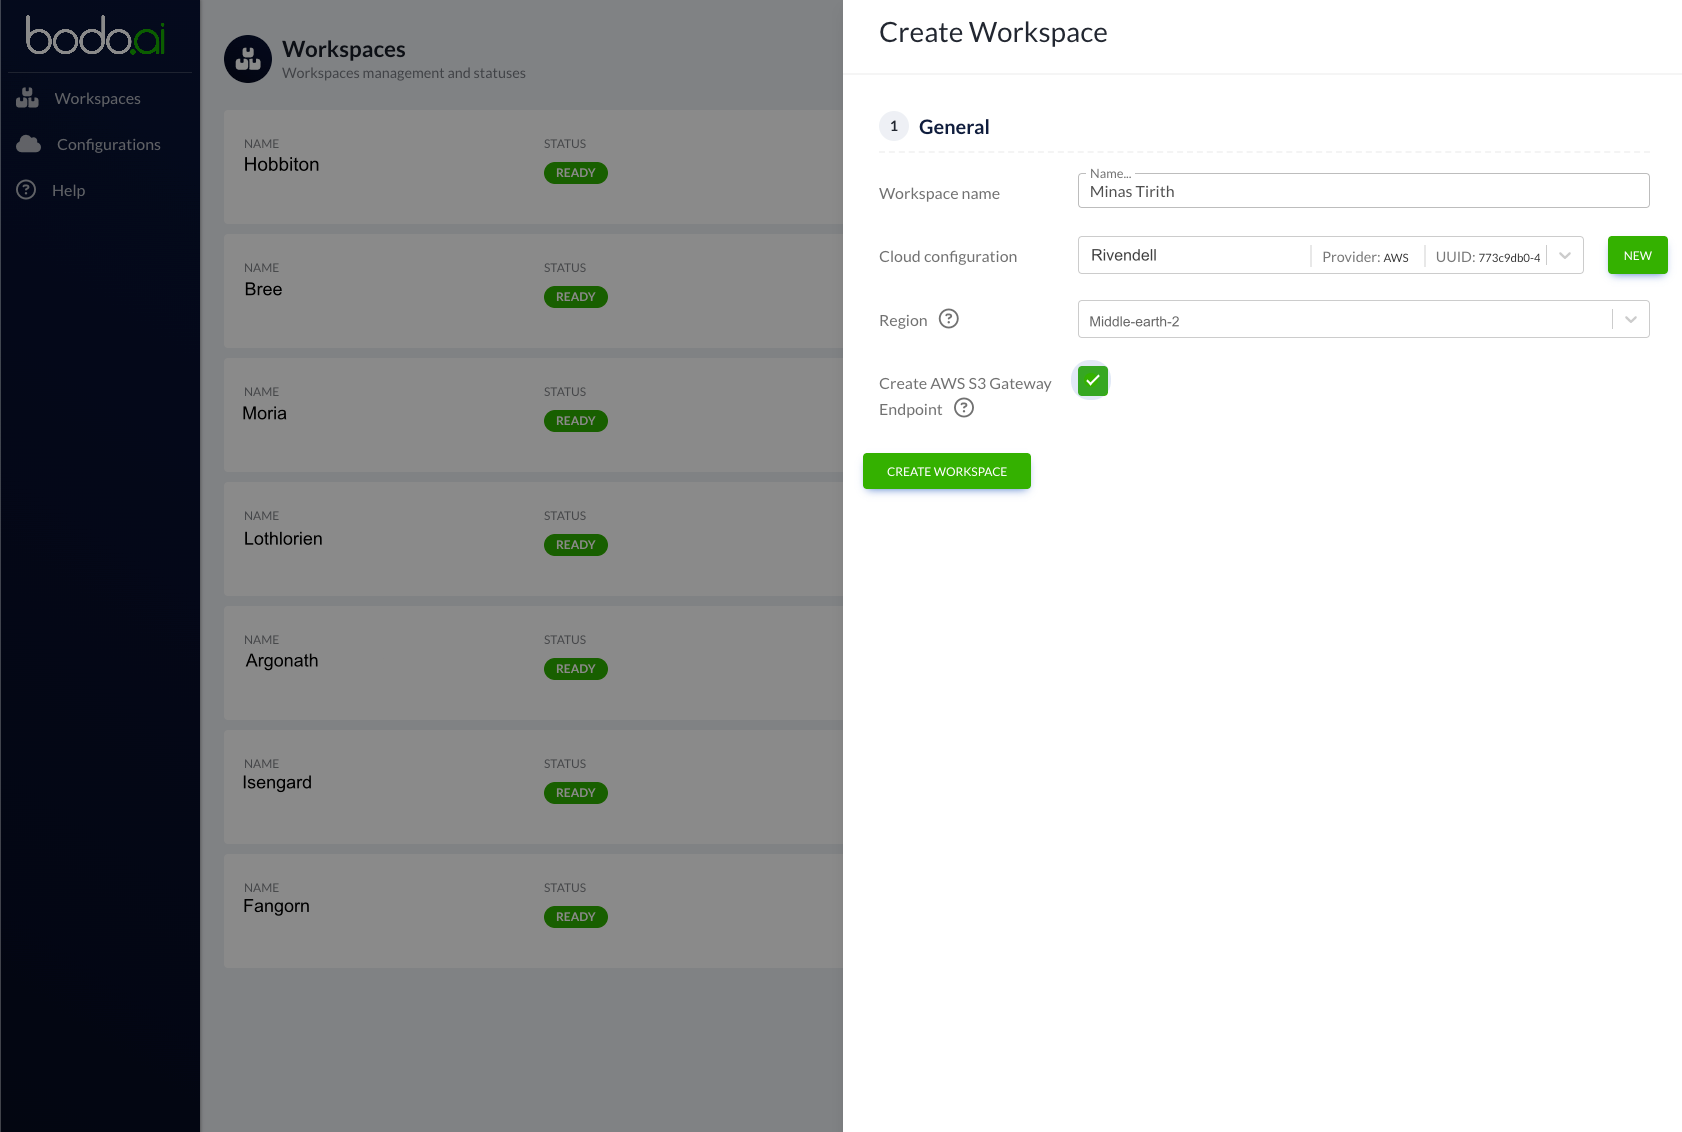 bodo.ai
Workspaces
Configurations
Help
Workspaces
Workspaces management and statuses
NAME STATUS
Hobbiton READY
NAME STATUS
Bree READY
NAME STATUS
Moria READY
NAME STATUS
Lothlorien READY
NAME STATUS
Argonath READY
NAME STATUS
Isengard READY
NAME STATUS
Fangorn READY
Create Workspace
1 General
Name...
Workspace name Minas Tirith
Cloud configuration Rivendell Provider: AWS UUID: 773c9db0-4 NEW
Region ? Middle-earth-2
Create AWS S3 Gateway
Endpoint ?
CREATE WORKSPACE